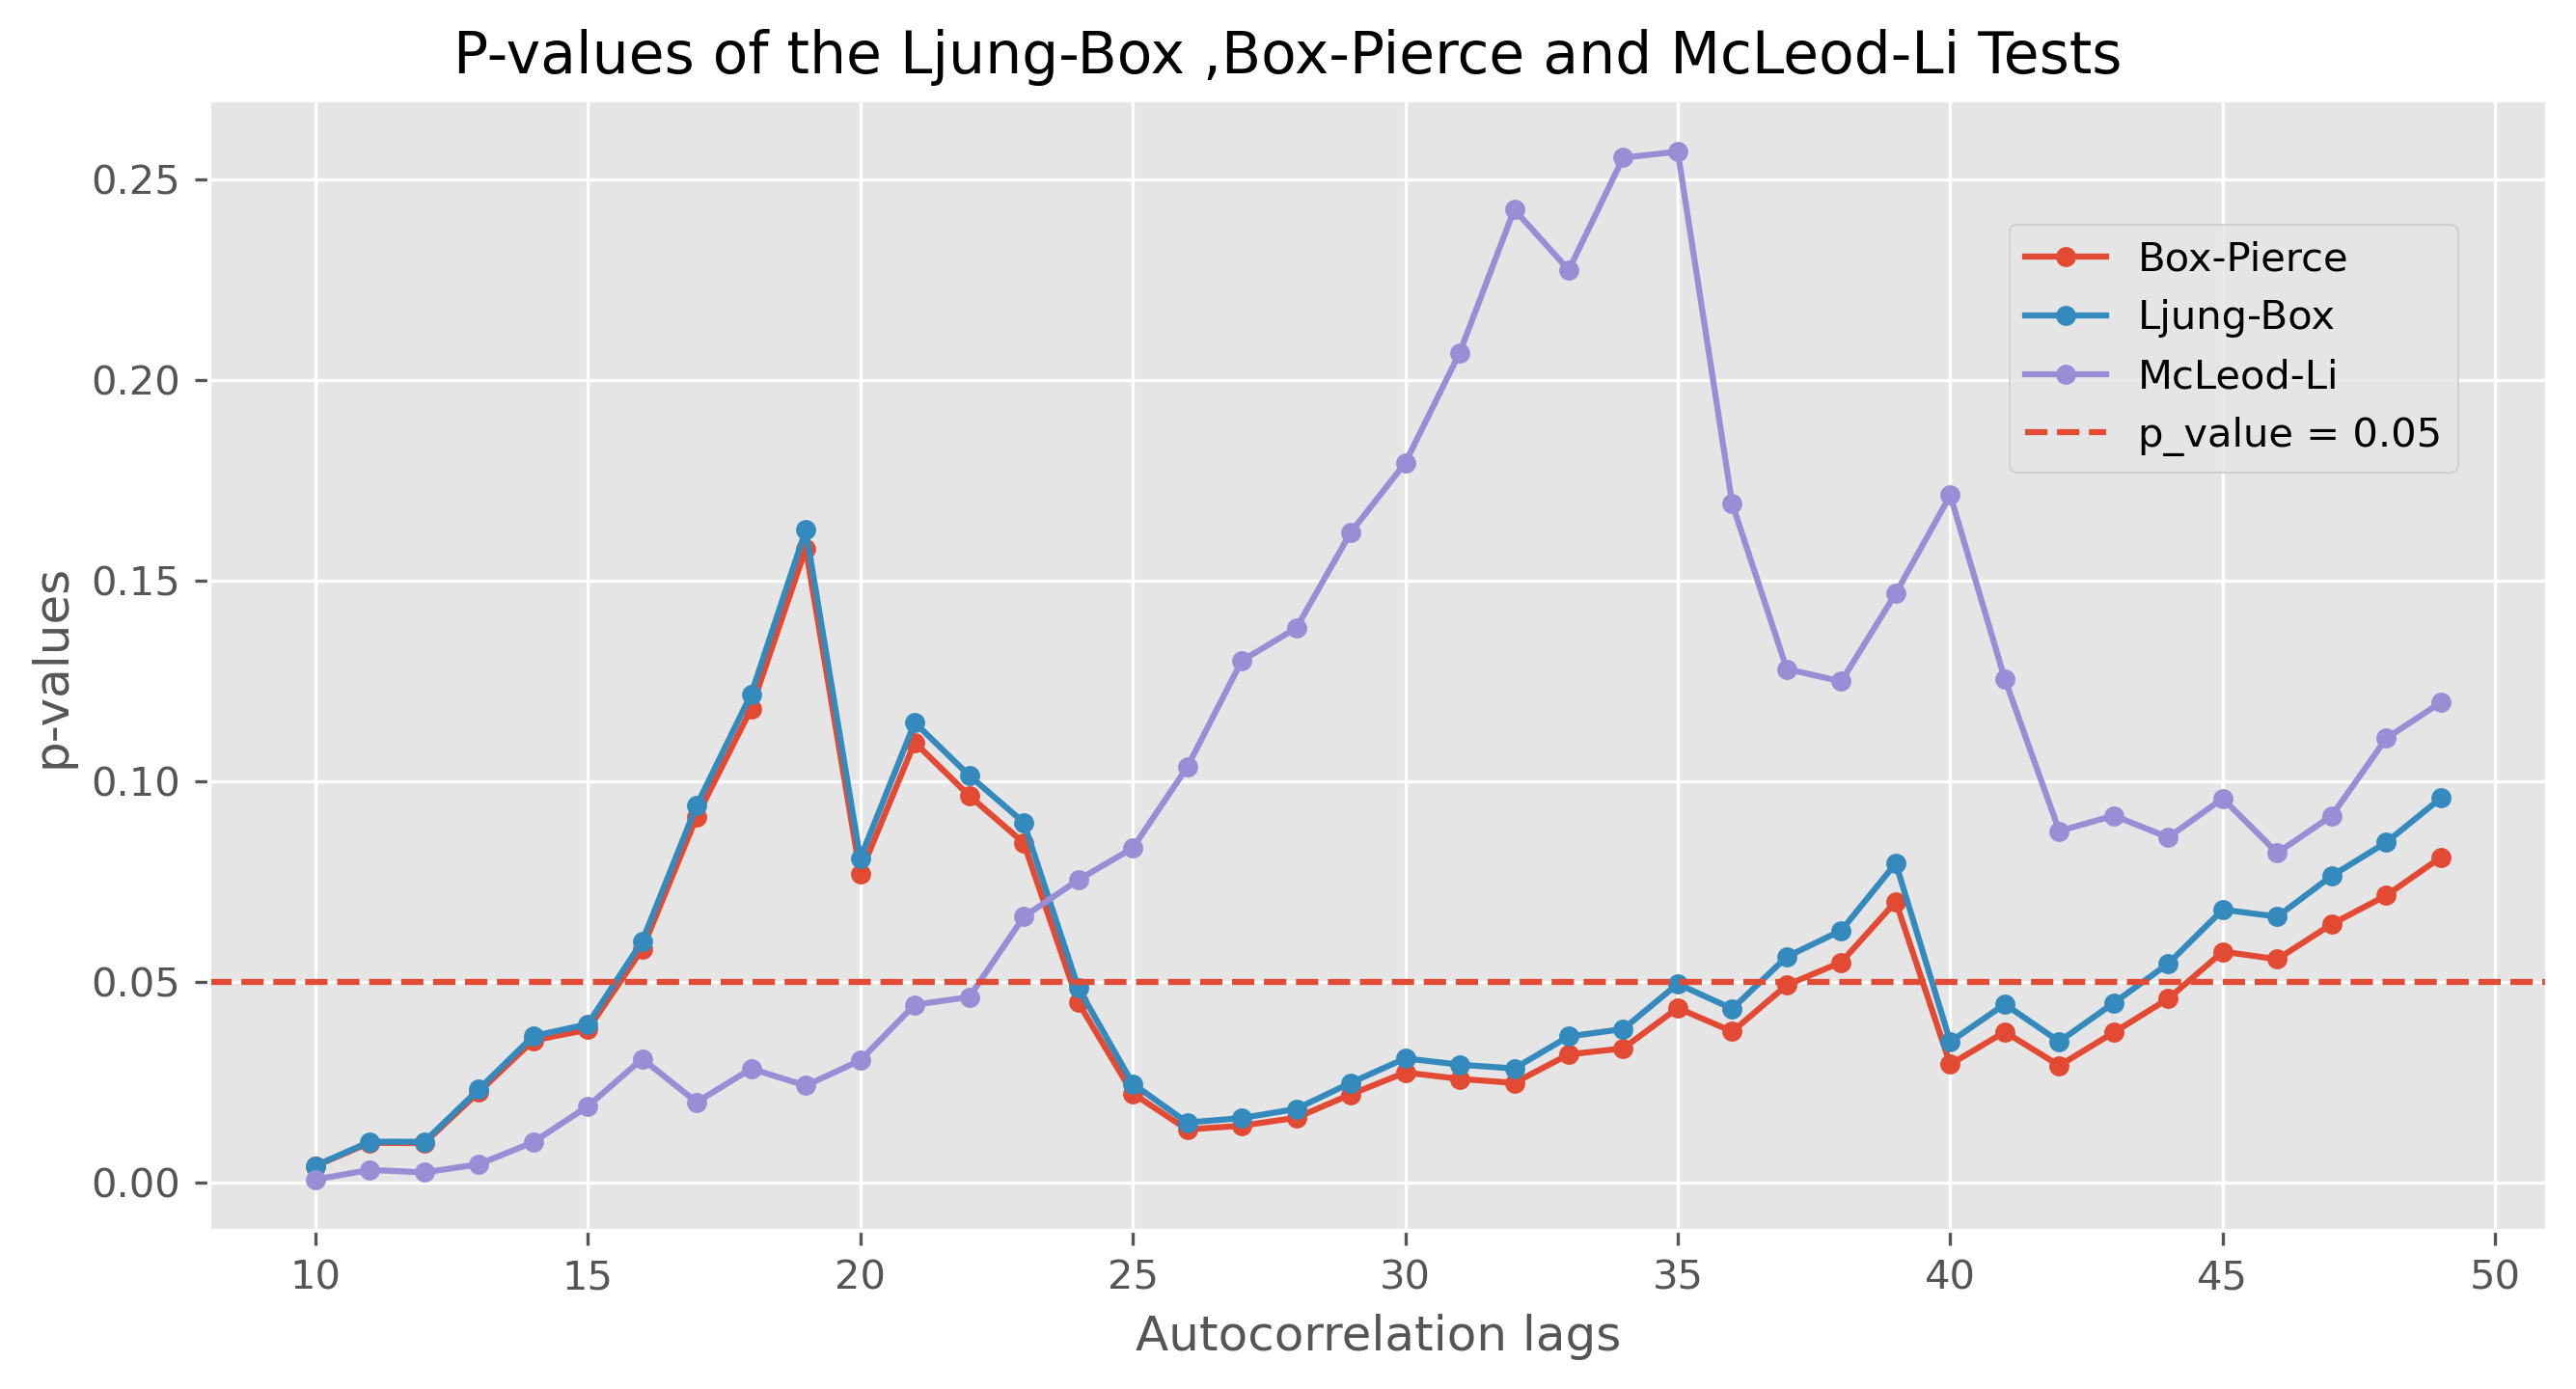 P-values of the Ljung-Box ,Box-Pierce and McLeod-Li Tests
p-values
0.25
0.20
0.15
0.10
0.05
0.00
Box-Pierce
Ljung-Box
McLeod-Li
p_value = 0.05
10 15 20 25 30 35 40 45 50
Autocorrelation lags